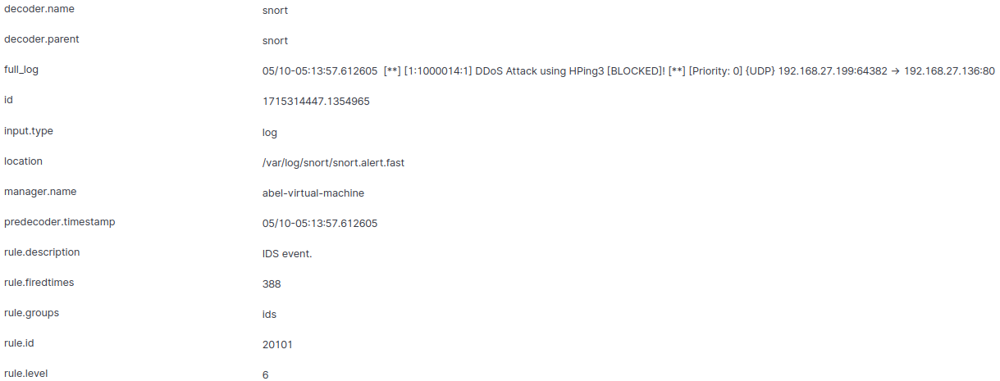 decoder.name snort
decoder.parent snort
full_log 05/10-05:13:57.612605  [**] [1:1000014:1] DDoS Attack using HPing3 [BLOCKED]! [**] [Priority: 0] {UDP} 192.168.27.199:64382 -> 192.168.27.136:80
id 1715314447.1354965
input.type log
location /var/log/snort/snort.alert.fast
manager.name abel-virtual-machine
predecoder.timestamp 05/10-05:13:57.612605
rule.description IDS event.
rule.firedtimes 388
rule.groups ids
rule.id 20101
rule.level 6